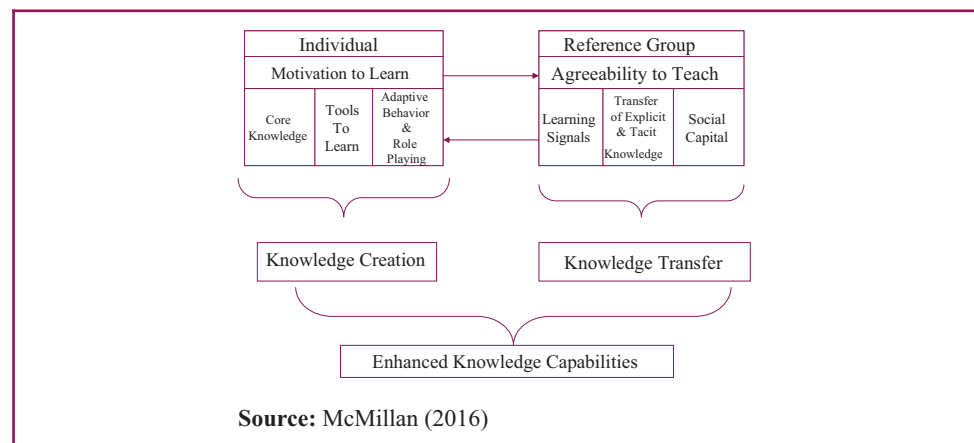 Individual
Motivation to Learn
Core
Knowledge
Tools
To
Learn
Adaptive
Behavior
&
Role
Playing
Reference Group
Agreeability to Teach
Learning
Signals
Transfer
of Explicit
& Tacit
Knowledge
Social
Capital
Knowledge Creation
Knowledge Transfer
Enhanced Knowledge Capabilities
Source: McMillan (2016)